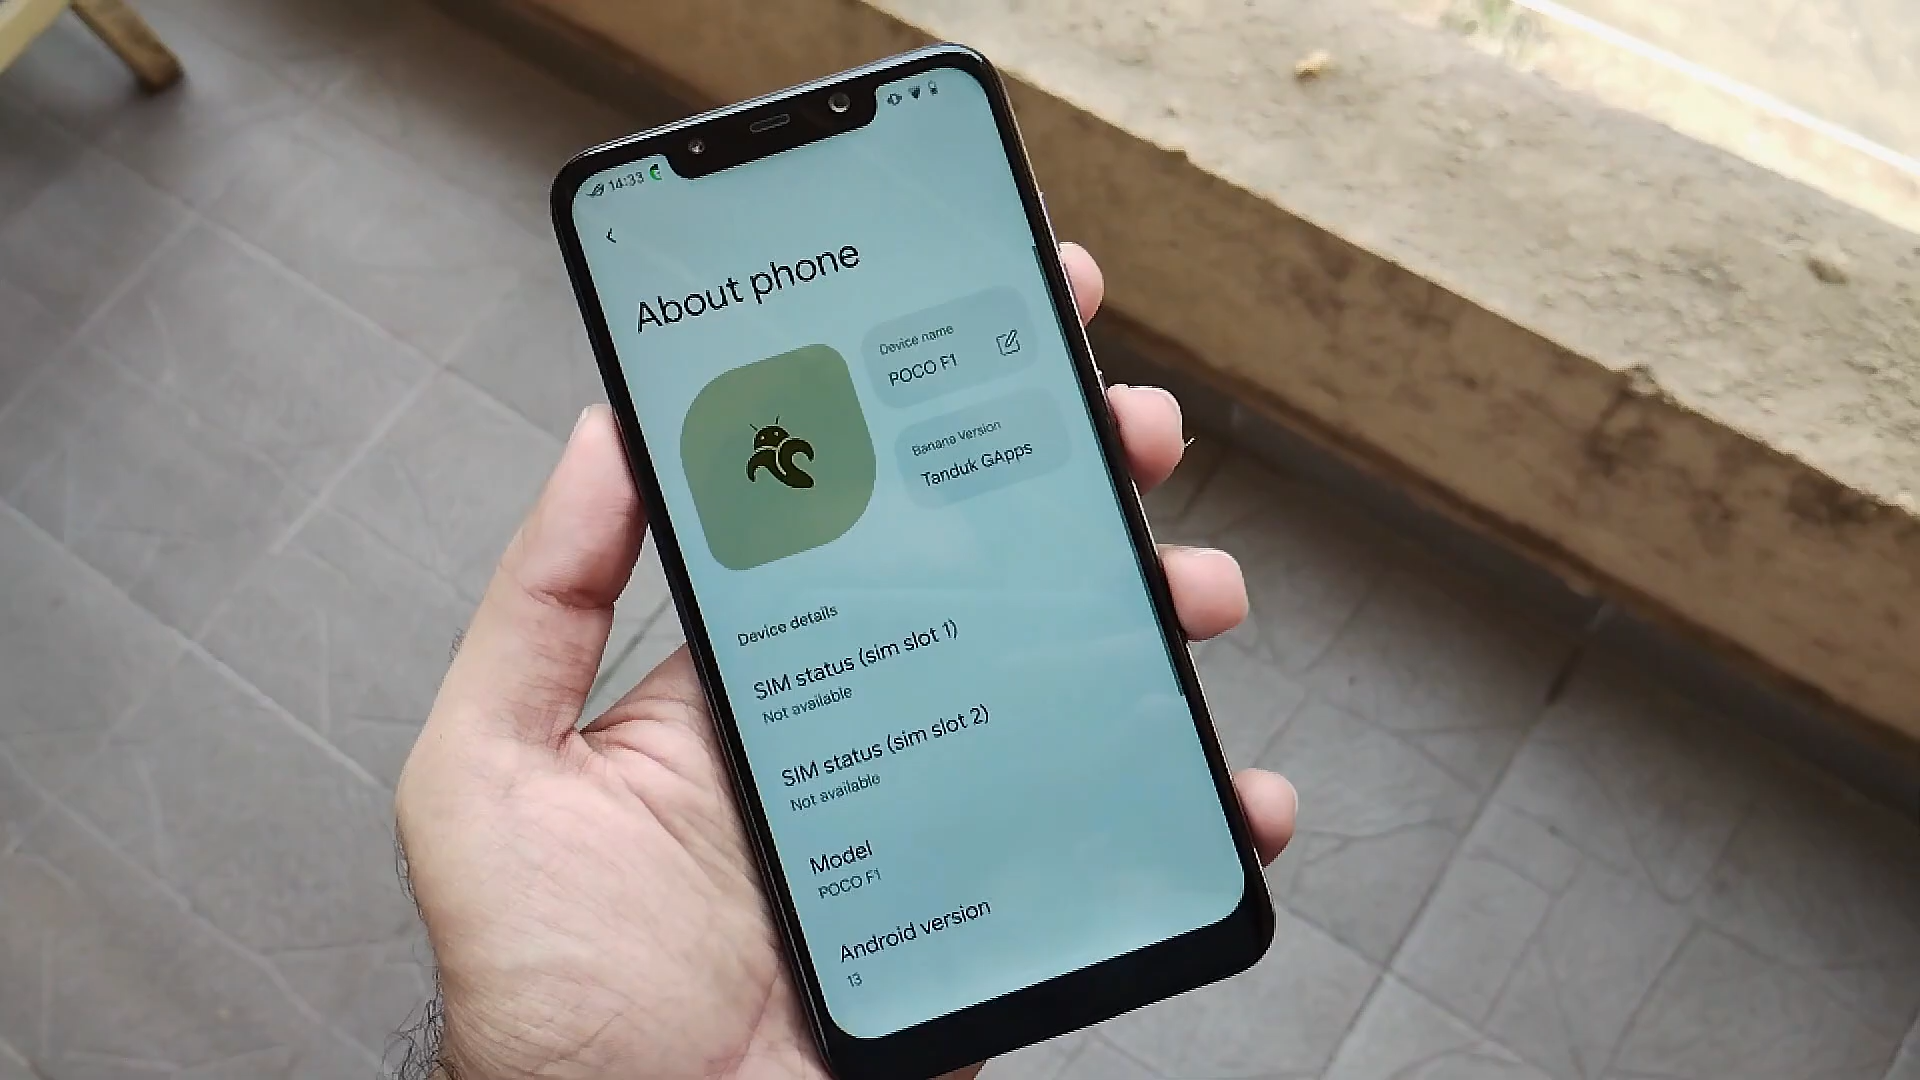 14:33
About phone
Device name
POCO F1
Banana Version
Tanduk GApps
Device details
SIM status (sim slot 1)
Not available
SIM status (sim slot 2)
Not available
Model
POCO F1
Android version
13